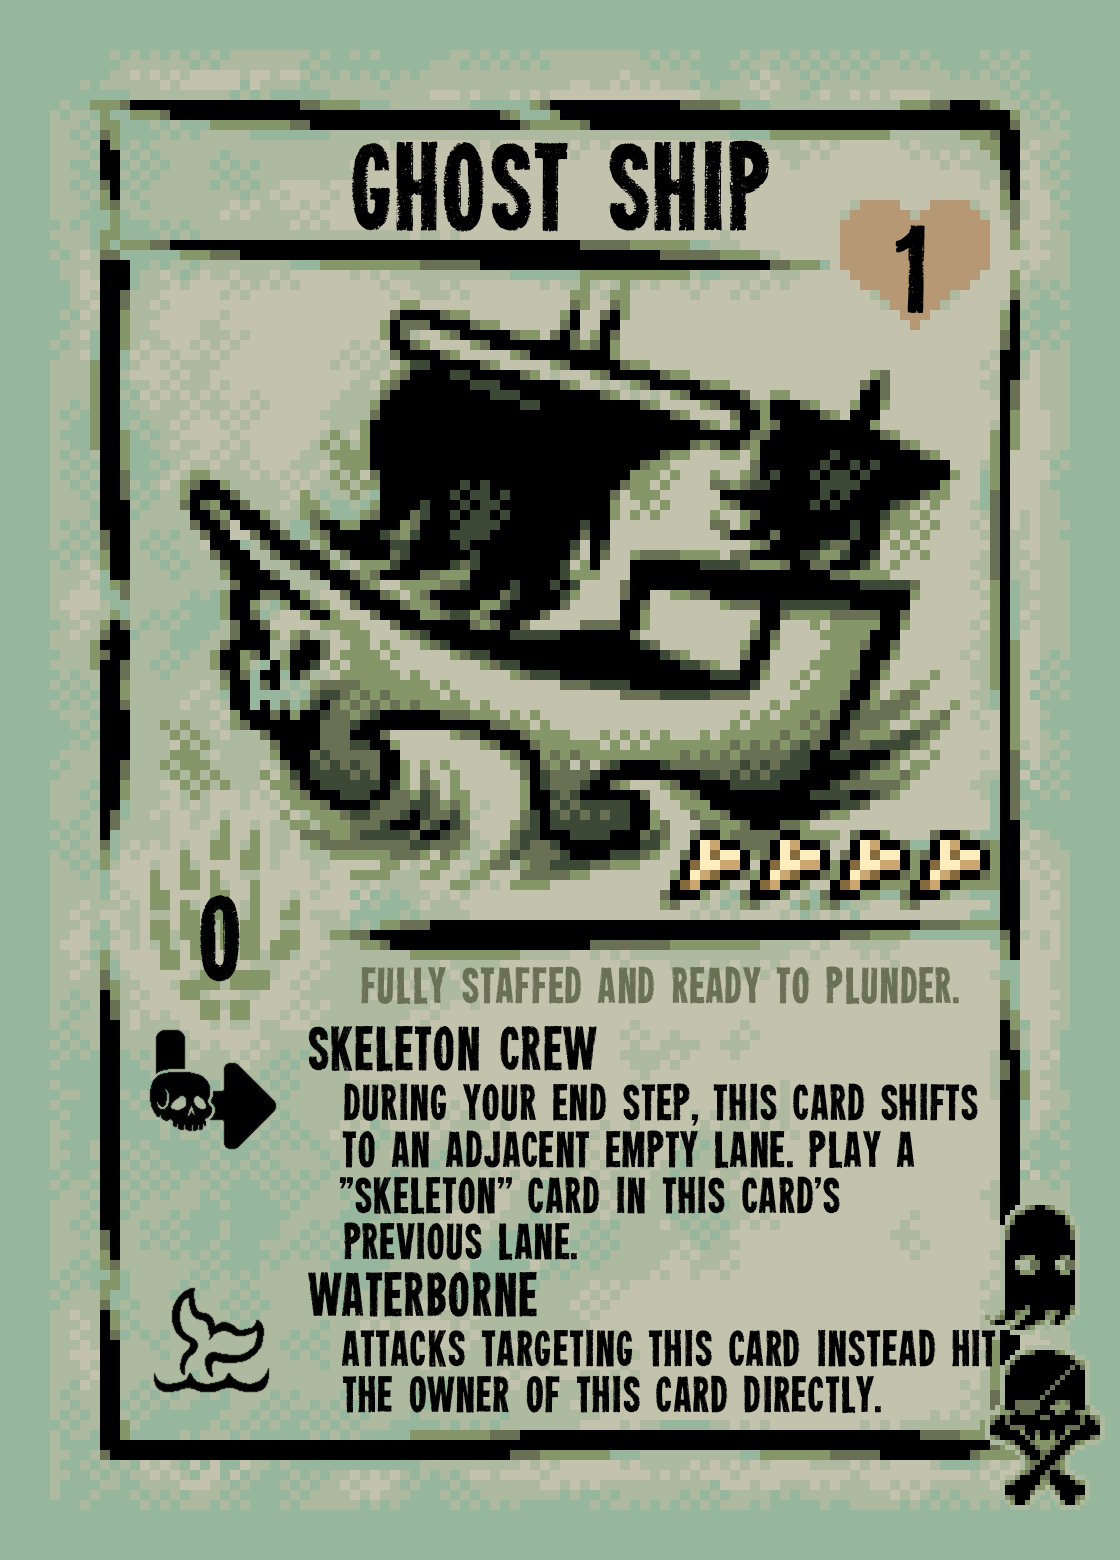 GHOST SHIP
1
0
FULLY STAFFED AND READY TO PLUNDER.
SKELETON CREW
DURING YOUR END STEP, THIS CARD SHIFTS
TO AN ADJACENT EMPTY LANE. PLAY A
"SKELETON" CARD IN THIS CARD'S
PREVIOUS LANE.
WATERBORNE
ATTACKS TARGETING THIS CARD INSTEAD HIT
THE OWNER OF THIS CARD DIRECTLY.